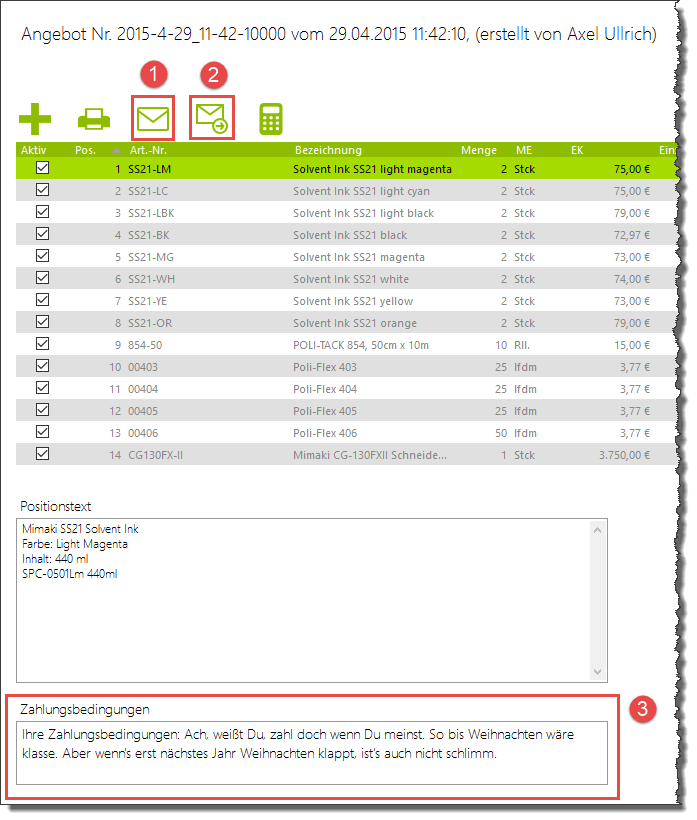 Angebot Nr. 2015-4-29_11-42-10000 vom 29.04.2015 11:42:10, (erstellt von Axel Ullrich)
1 2
Aktiv Pos. Art.-Nr. Bezeichnung Menge ME EK Ein
1 SS21-LM Solvent Ink SS21 light magenta 2 Stck 75,00 €
2 SS21-LC Solvent Ink SS21 light cyan 2 Stck 75,00 €
3 SS21-LBK Solvent Ink SS21 light black 2 Stck 79,00 €
4 SS21-BK Solvent Ink SS21 black 2 Stck 72,97 €
5 SS21-MG Solvent Ink SS21 magenta 2 Stck 73,00 €
6 SS21-WH Solvent Ink SS21 white 2 Stck 74,00 €
7 SS21-YE Solvent Ink SS21 yellow 2 Stck 73,00 €
8 SS21-OR Solvent Ink SS21 orange 2 Stck 79,00 €
9 854-50 POLI-TACK 854, 50cm x 10m 10 Rll. 15,00 €
10 00403 Poli-Flex 403 25 lfdm 3,77 €
11 00404 Poli-Flex 404 25 lfdm 3,77 €
12 00405 Poli-Flex 405 25 lfdm 3,77 €
13 00406 Poli-Flex 406 50 lfdm 3,77 €
14 CG130FX-II Mimaki CG-130FXII Schneide... 1 Stck 3.750,00 €
Positionstext
Mimaki SS21 Solvent Ink
Farbe: Light Magenta
Inhalt: 440 ml
SPC-0501Lm 440ml
Zahlungsbedingungen 3
Ihre Zahlungsbedingungen: Ach, weißt Du, zahl doch wenn Du meinst. So bis Weihnachten wäre
klasse. Aber wenn's erst nächstes Jahr Weihnachten klappt, ist's auch nicht schlimm.